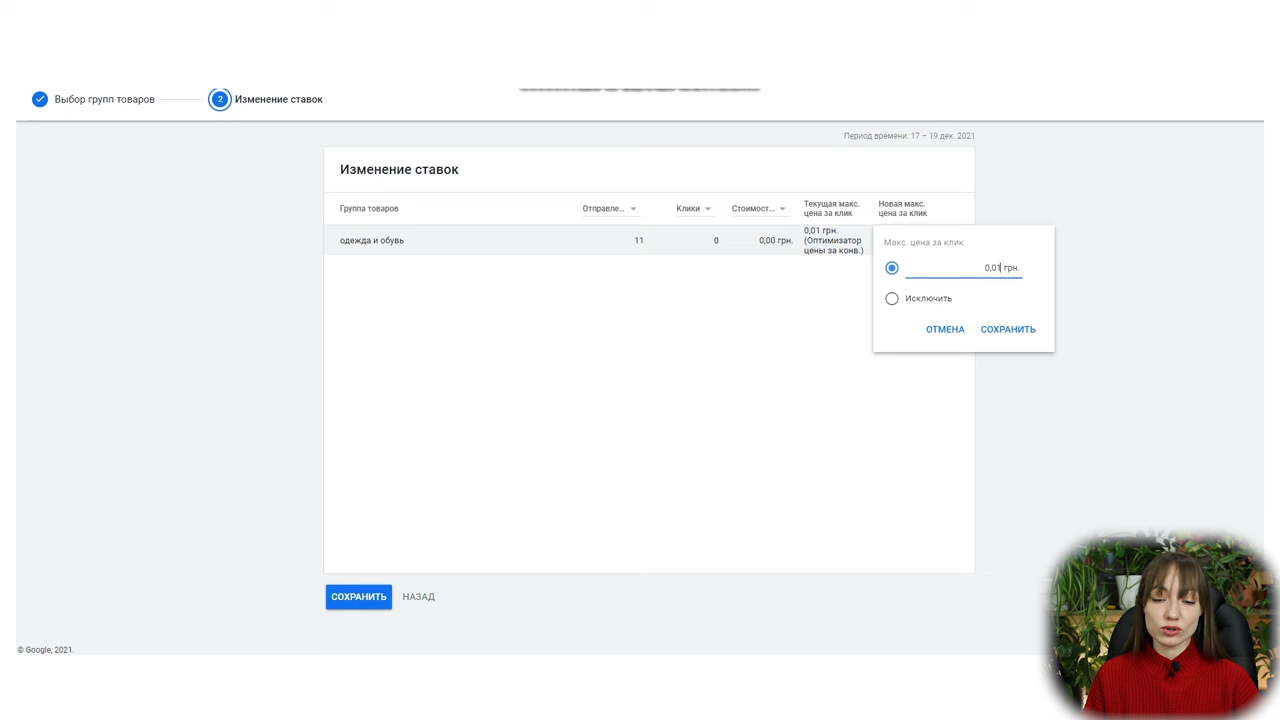 Выбор групп товаров
2 Изменение ставок
Период времени: 17 – 19 дек. 2021
Изменение ставок
Группа товаров
Отправле...
Клики
Стоимост...
Текущая макс.
цена за клик
Новая макс.
цена за клик
одежда и обувь
11
0
0,00 грн.
0,01 грн.
(Оптимизатор
цены за конв.)
Макс. цена за клик
0,01 грн.
Исключить
ОТМЕНА СОХРАНИТЬ
СОХРАНИТЬ НАЗАД
© Google, 2021.